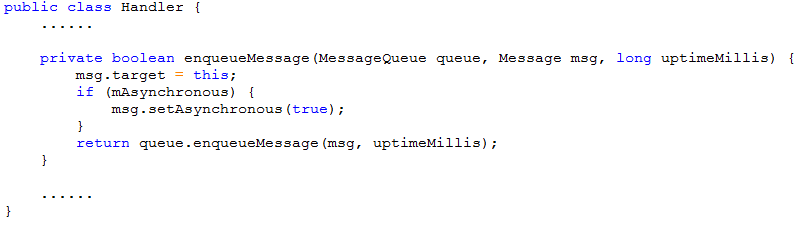 public class Handler {
......
private boolean enqueueMessage(MessageQueue queue, Message msg, long uptimeMillis) {
msg.target = this;
if (mAsynchronous) {
msg.setAsynchronous(true);
}
return queue.enqueueMessage(msg, uptimeMillis);
}
......
}